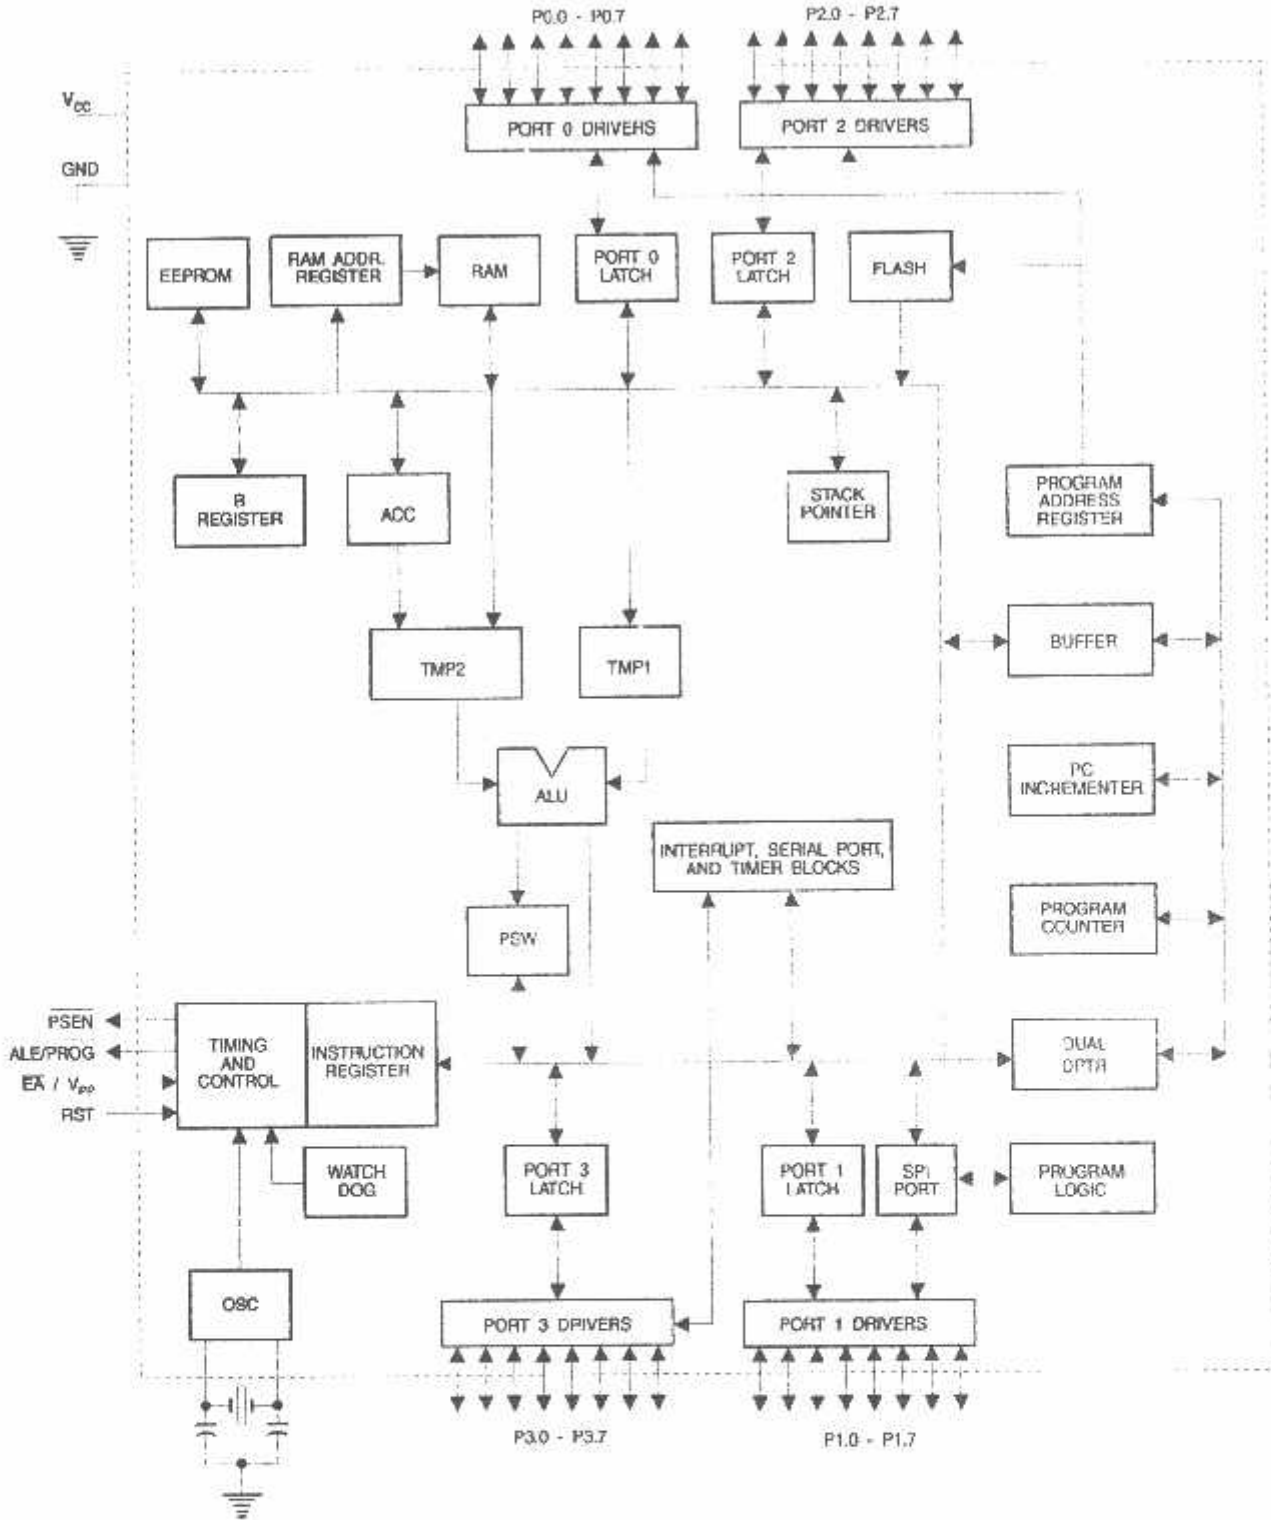 P0.0 - P0.7
P2.0 - P2.7
VCC
PORT 0 DRIVERS
PORT 2 DRIVERS
GND
EEPROM
RAM ADDR.
REGISTER
RAM
PORT 0
LATCH
PORT 2
LATCH
FLASH
B
REGISTER
ACC
STACK
POINTER
PROGRAM
ADDRESS
REGISTER
TMP2
TMP1
BUFFER
ALU
PC
INCREMENTER
INTERRUPT, SERIAL PORT,
AND TIMER BLOCKS
PSW
PROGRAM
COUNTER
PSEN
ALE/PROG
EA / VPP
RST
TIMING
AND
CONTROL
INSTRUCTION
REGISTER
DUAL
DPTR
WATCH
DOG
PORT 3
LATCH
PORT 1
LATCH
SPI
PORT
PROGRAM
LOGIC
OSC
PORT 3 DRIVERS
PORT 1 DRIVERS
P3.0 - P3.7
P1.0 - P1.7